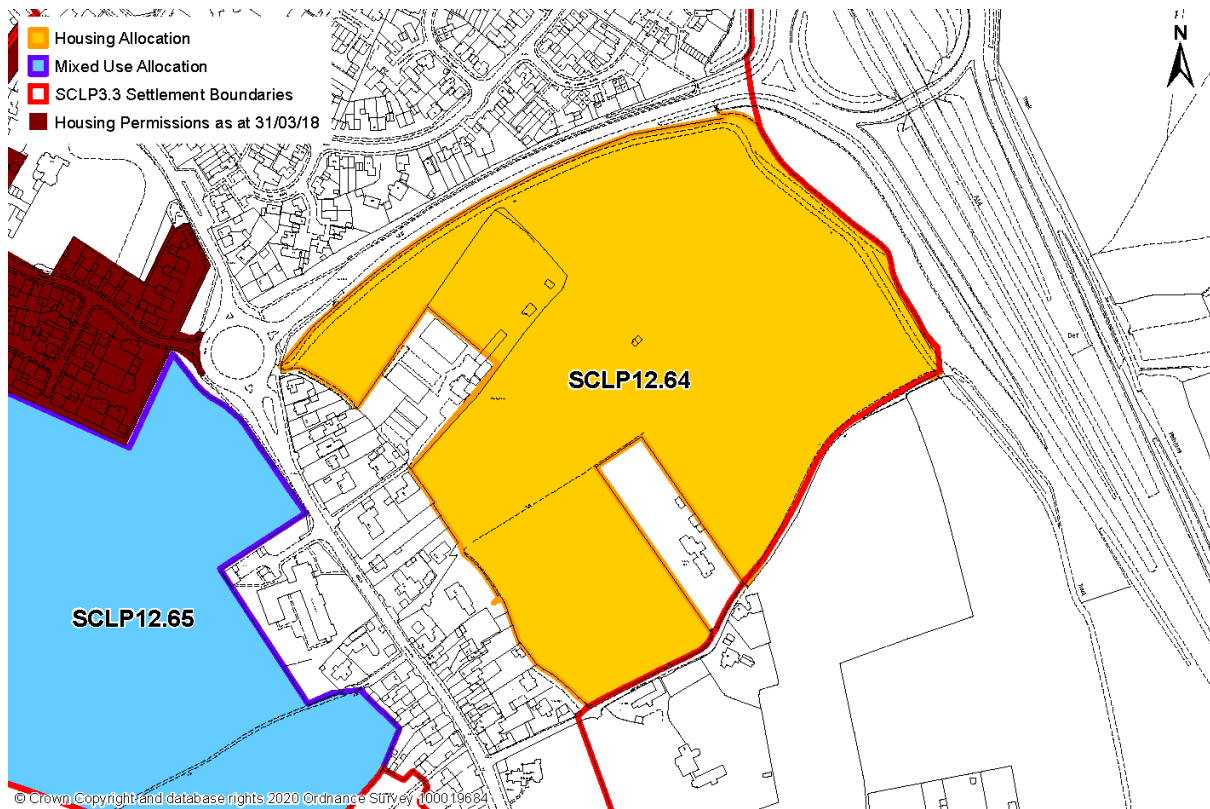 Housing Allocation
Mixed Use Allocation
SCLP3.3 Settlement Boundaries
Housing Permissions as at 31/03/18
N
SCLP12.64
SCLP12.65
© Crown Copyright and database rights 2020 Ordnance Survey 100019684